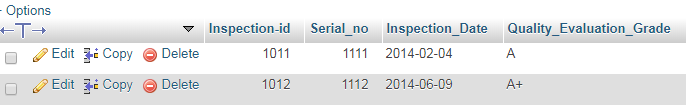 - Options
←T→ Inspection-id Serial_no Inspection_Date Quality_Evaluation_Grade
Edit Copy Delete 1011 1111 2014-02-04 A
Edit Copy Delete 1012 1112 2014-06-09 A+